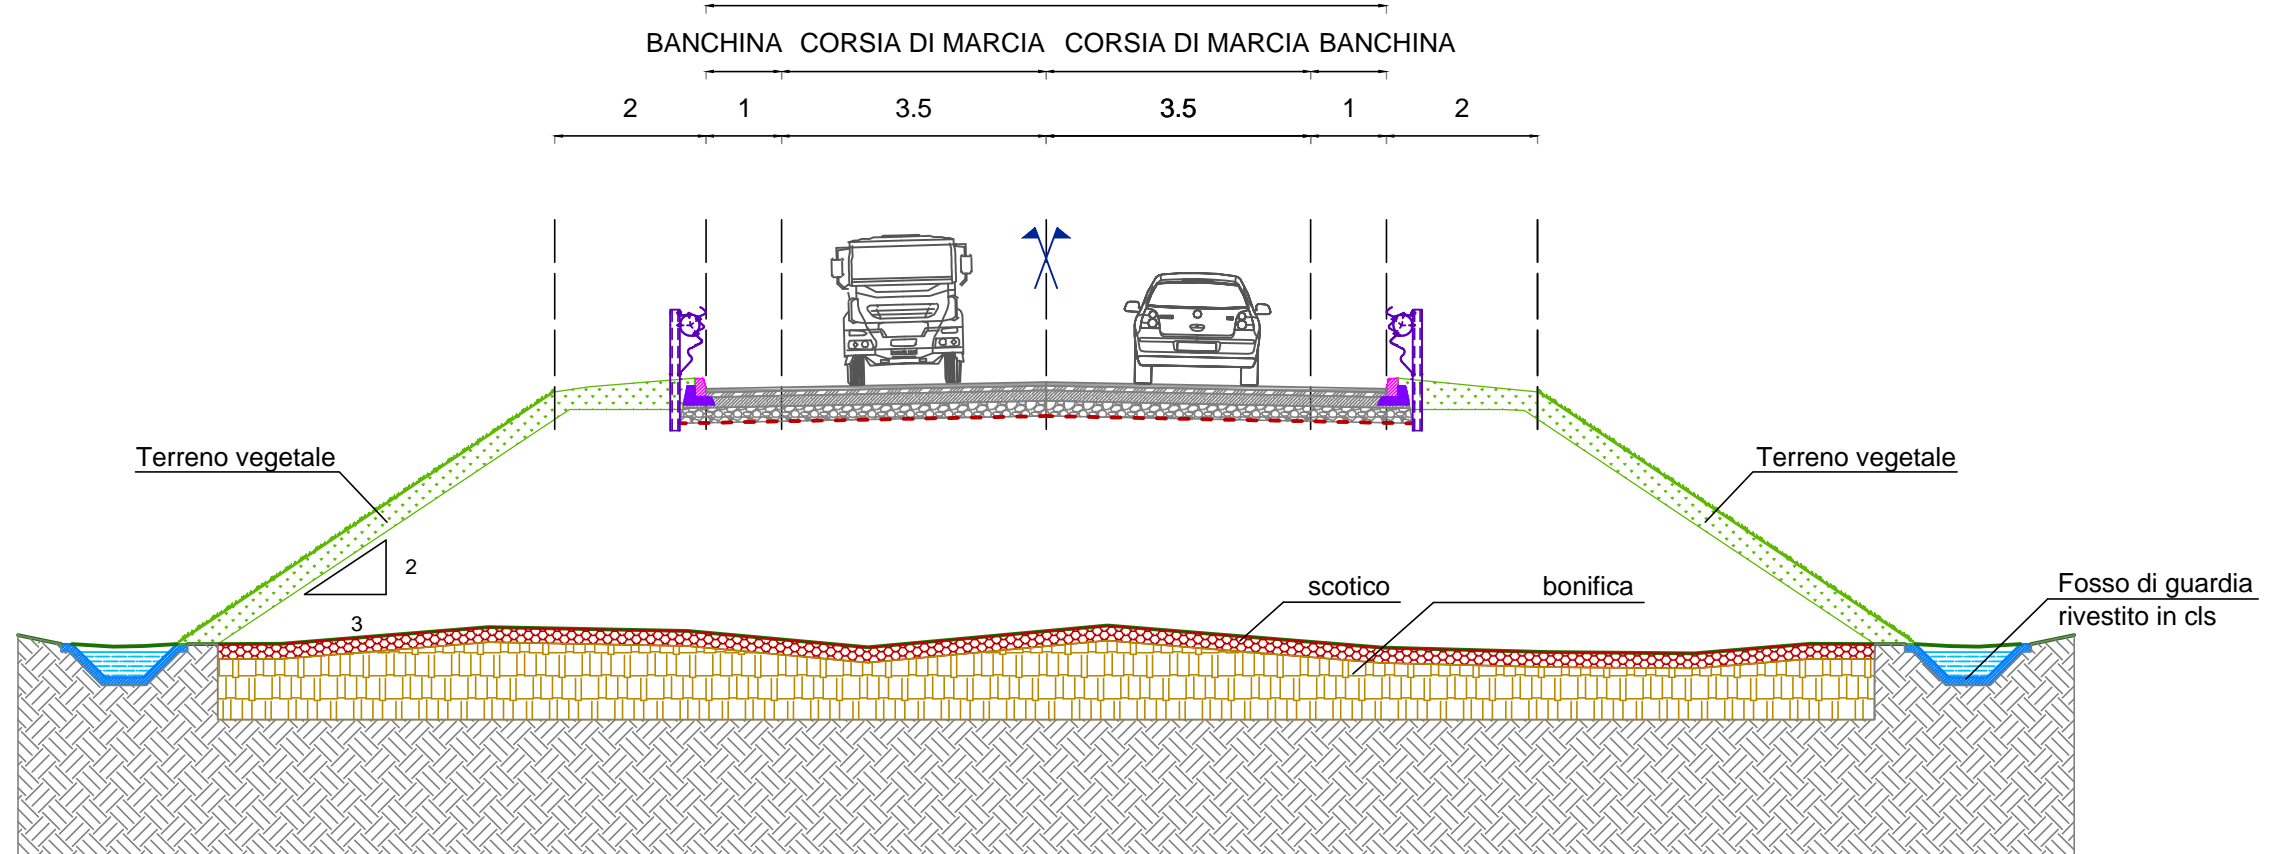 BANCHINA CORSIA DI MARCIA CORSIA DI MARCIA BANCHINA
2 1 3.5 3.5 1 2
Terreno vegetale
Terreno vegetale
2
3
scotico
bonifica
Fosso di guardia
rivestito in cls